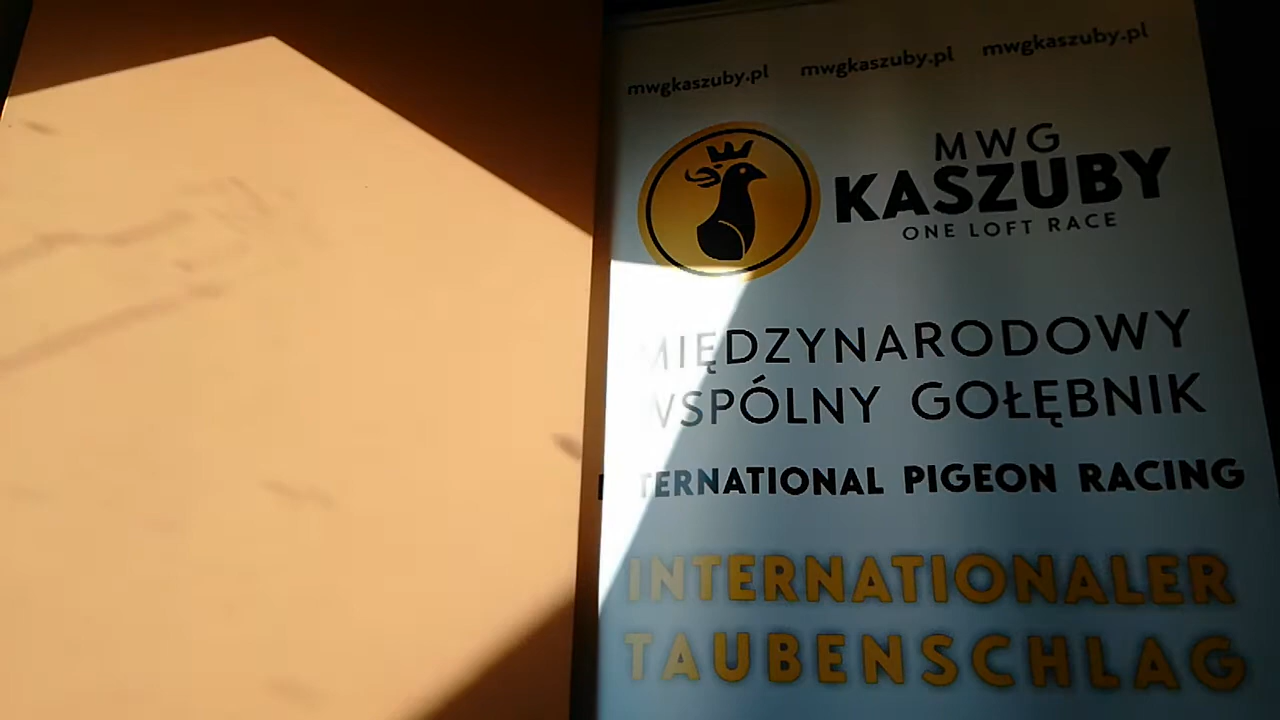 mwgkaszuby.pl mwgkaszuby.pl mwgkaszuby.pl
MWG
KASZUBY
ONE LOFT RACE
MIĘDZYNARODOWY
WSPÓLNY GOŁĘBNIK
INTERNATIONAL PIGEON RACING
INTERNATIONALER
TAUBENSCHLAG